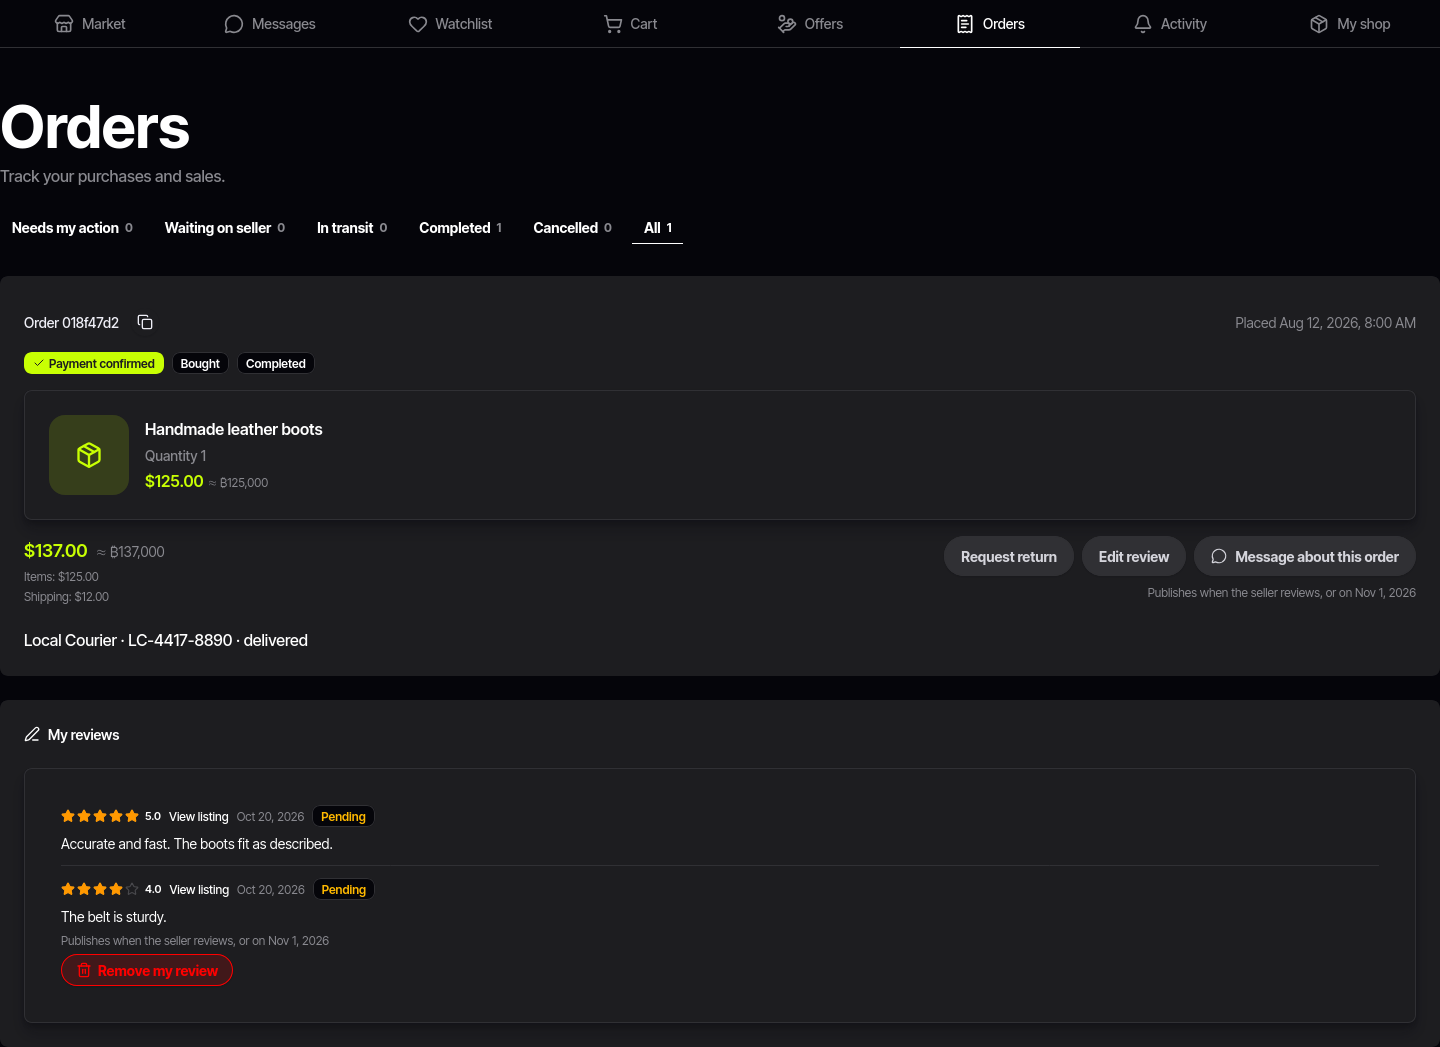 Market
Messages
Watchlist
Cart
Offers
Orders
Activity
My shop
Orders
Track your purchases and sales.
Needs my action 0
Waiting on seller 0
In transit 0
Completed 1
Cancelled 0
All 1
Order 018f47d2
Placed Aug 12, 2026, 8:00 AM
Payment confirmed
Bought
Completed
Handmade leather boots
Quantity 1
$125.00 ≈ ₿125,000
$137.00 ≈ ₿137,000
Items: $125.00
Shipping: $12.00
Request return
Edit review
Message about this order
Publishes when the seller reviews, or on Nov 1, 2026
Local Courier · LC-4417-8890 · delivered
My reviews
5.0 View listing Oct 20, 2026 Pending
Accurate and fast. The boots fit as described.
4.0 View listing Oct 20, 2026 Pending
The belt is sturdy.
Publishes when the seller reviews, or on Nov 1, 2026
Remove my review